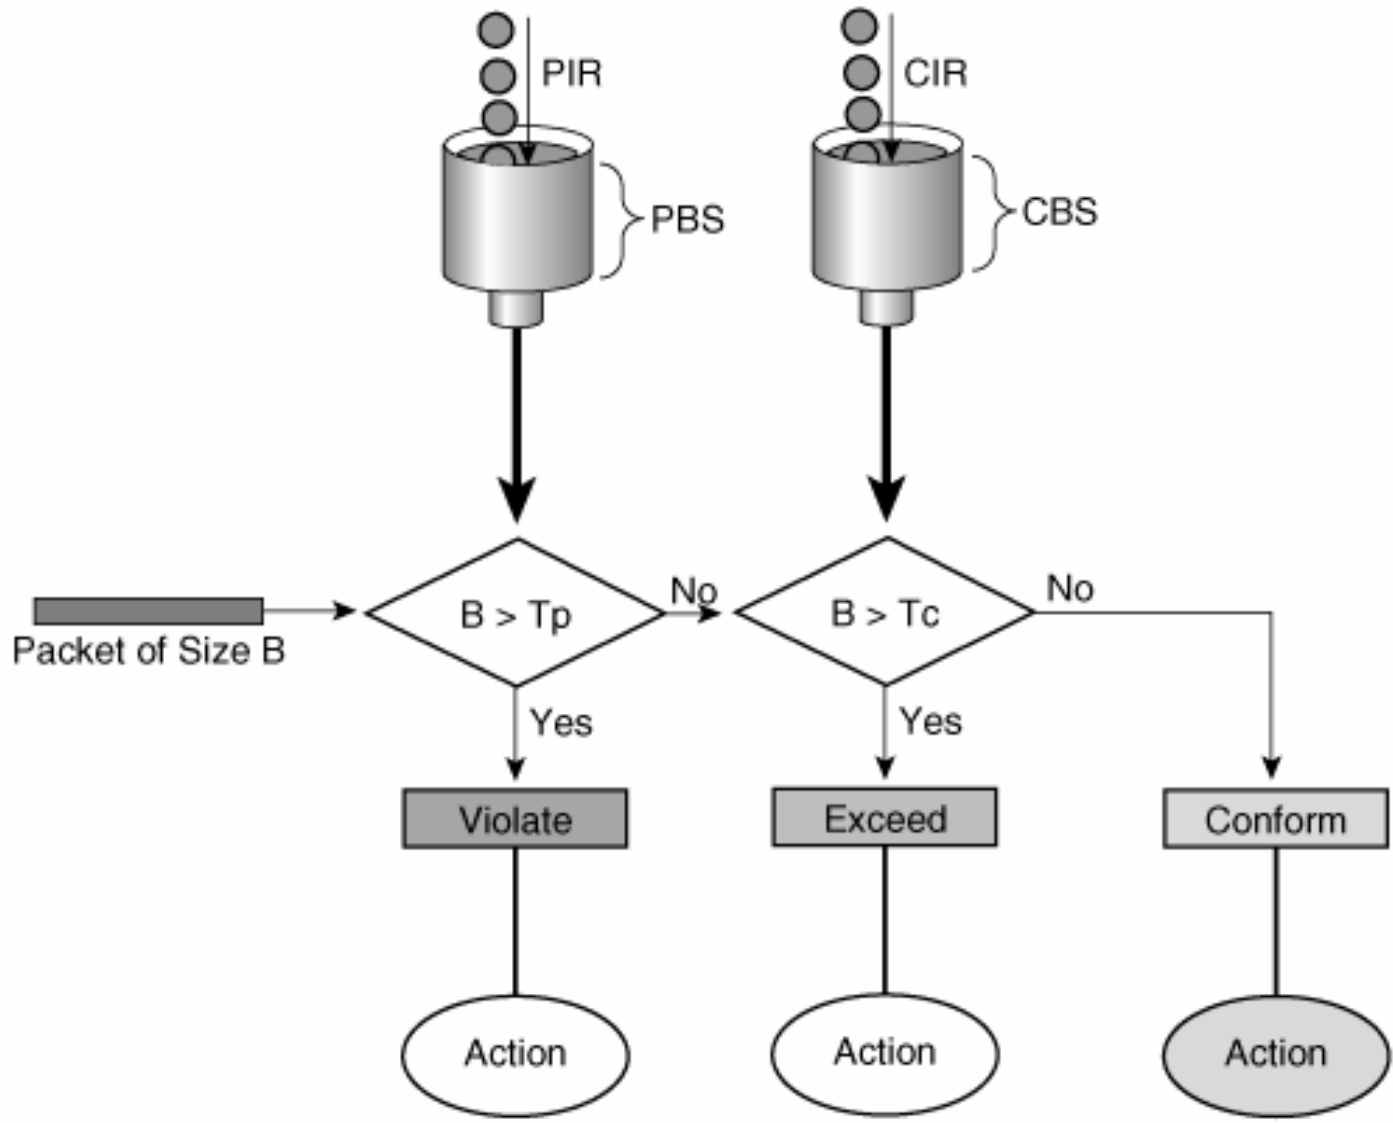 PIR
CIR
PBS
CBS
B > Tp
No
B > Tc
No
Packet of Size B
Yes
Yes
Violate
Exceed
Conform
Action
Action
Action